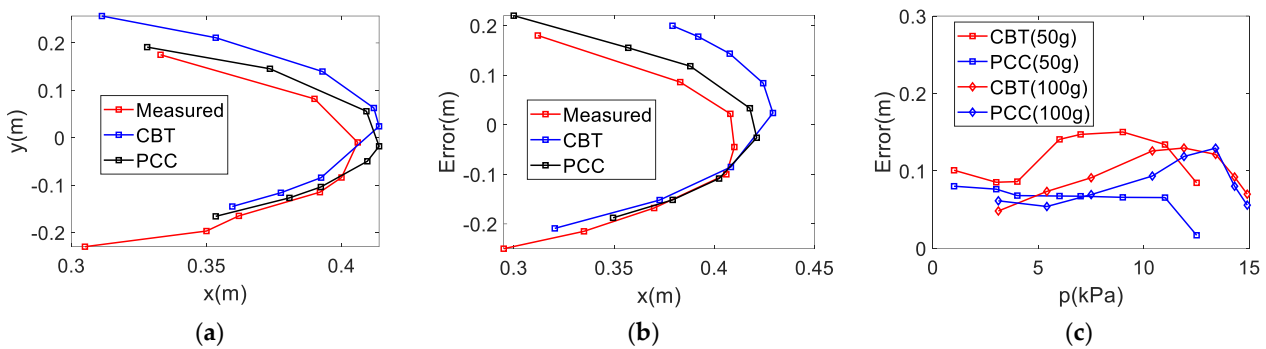 y(m)
0.2
0.1
0
-0.1
-0.2
0.3
0.35
0.4
x(m)
Measured
CBT
PCC
(a)
Error(m)
0.2
0.1
0
-0.1
-0.2
0.3
0.4
0.45
x(m)
Measured
CBT
PCC
(b)
Error(m)
0.3
0.2
0.1
0
0
5
10
15
p(kPa)
CBT(50g)
PCC(50g)
CBT(100g)
PCC(100g)
(c)